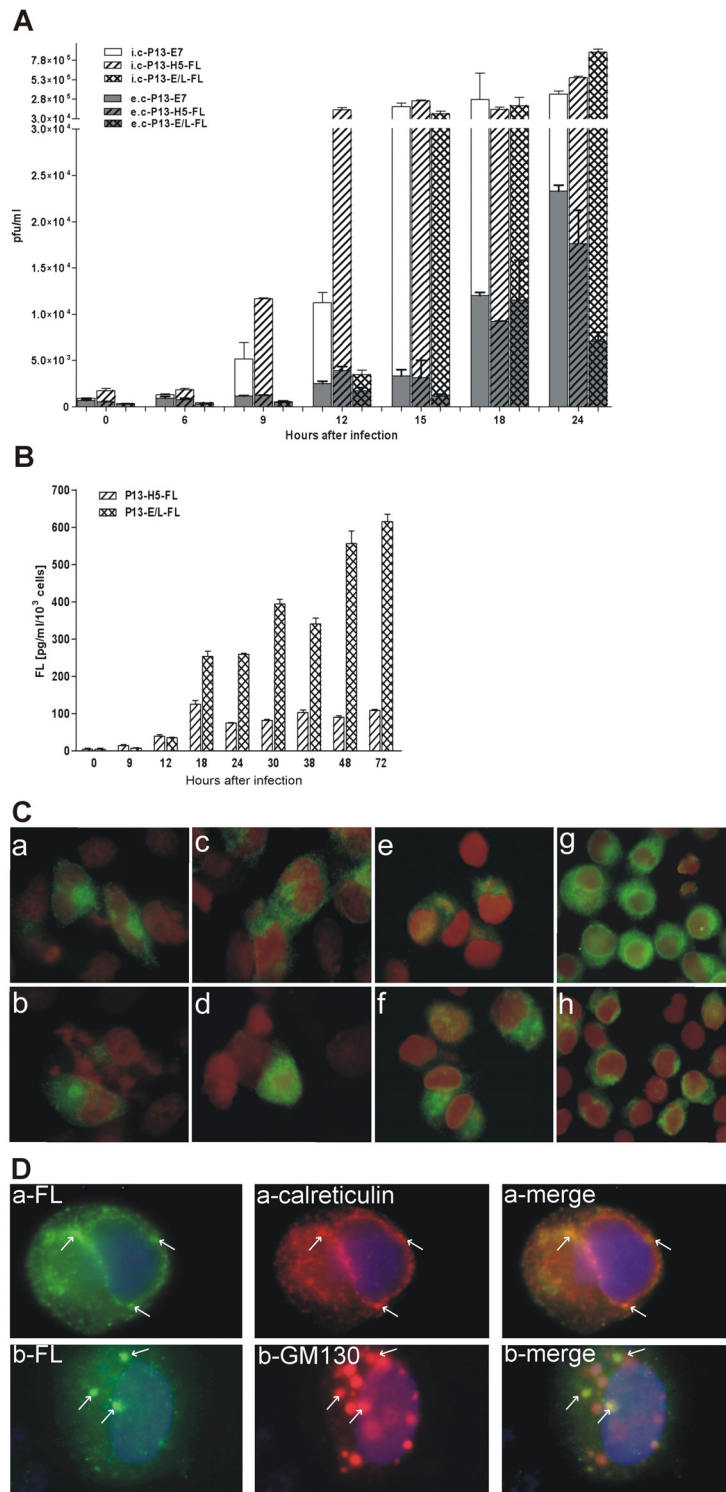 A
i.c-P13-E7
i.c-P13-H5-FL
i.c-P13-E/L-FL
e.c-P13-E7
e.c-P13-H5-FL
e.c-P13-E/L-FL
7.8×10⁵
5.3×10⁵
2.8×10⁵
3.0×10⁴
3.0×10⁴
2.5×10⁴
2.0×10⁴
1.5×10⁴
1.0×10⁴
5.0×10³
pfu/ml
0 6 9 12 15 18 24
Hours after infection
B
P13-H5-FL
P13-E/L-FL
700
600
500
400
300
200
100
0
FL [pg/ml/10³ cells]
0 9 12 18 24 30 38 48 72
Hours after infection
C
a c e g
b d f h
D
a-FL a-calreticulin a-merge
b-FL b-GM130 b-merge